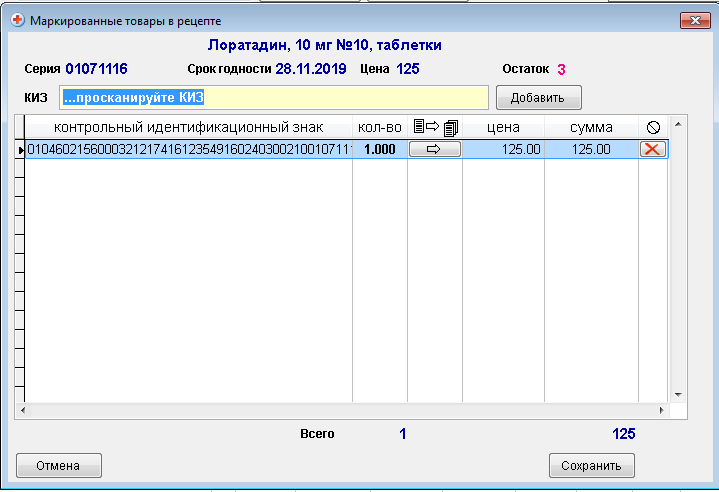 Маркированные товары в рецепте
Лоратадин, 10 мг №10, таблетки
Серия 01071116 Срок годности 28.11.2019 Цена 125 Остаток 3
КИЗ ...просканируйте КИЗ Добавить
контрольный идентификационный знак кол-во цена сумма
010460215600032121741612354916024030021001071111 1.000 125.00 125.00
Всего 1 125
Отмена Сохранить